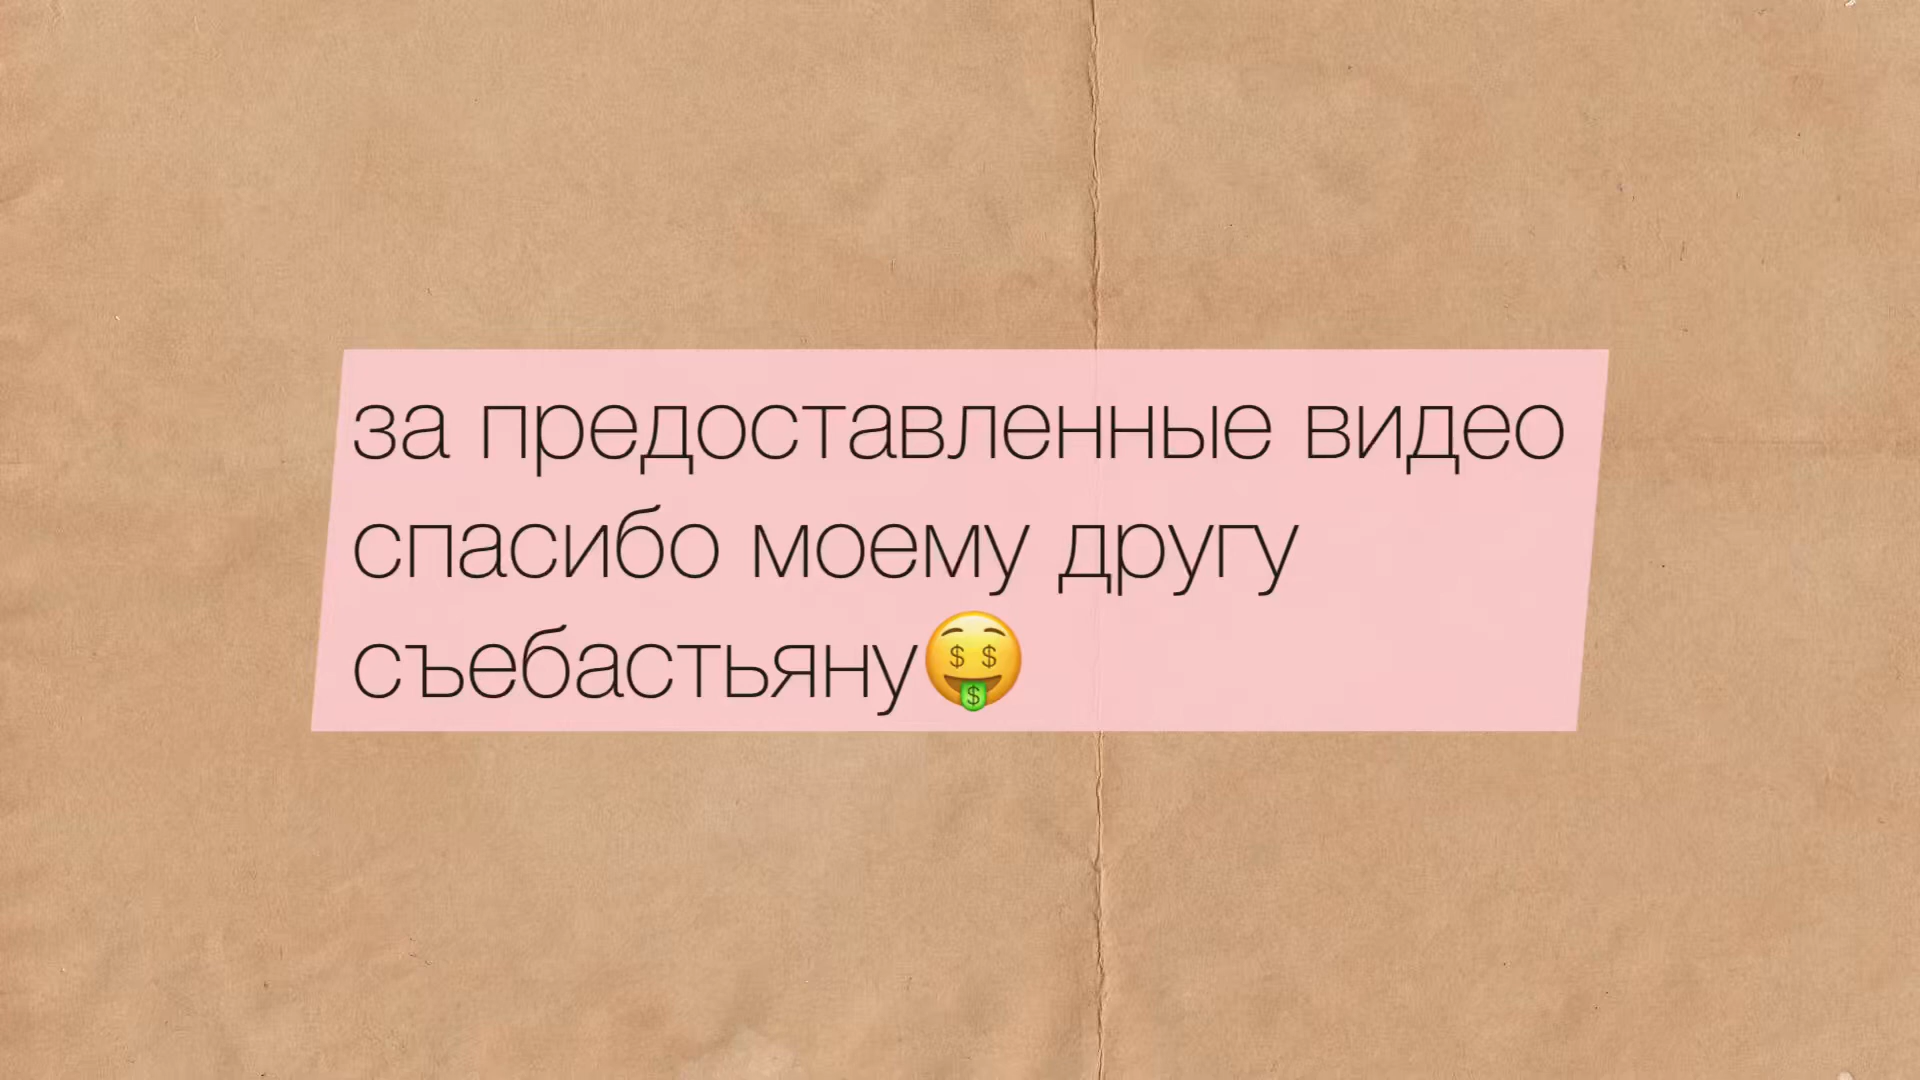 за предоставленные видео
спасибо моему другу
съебастьяну🤑